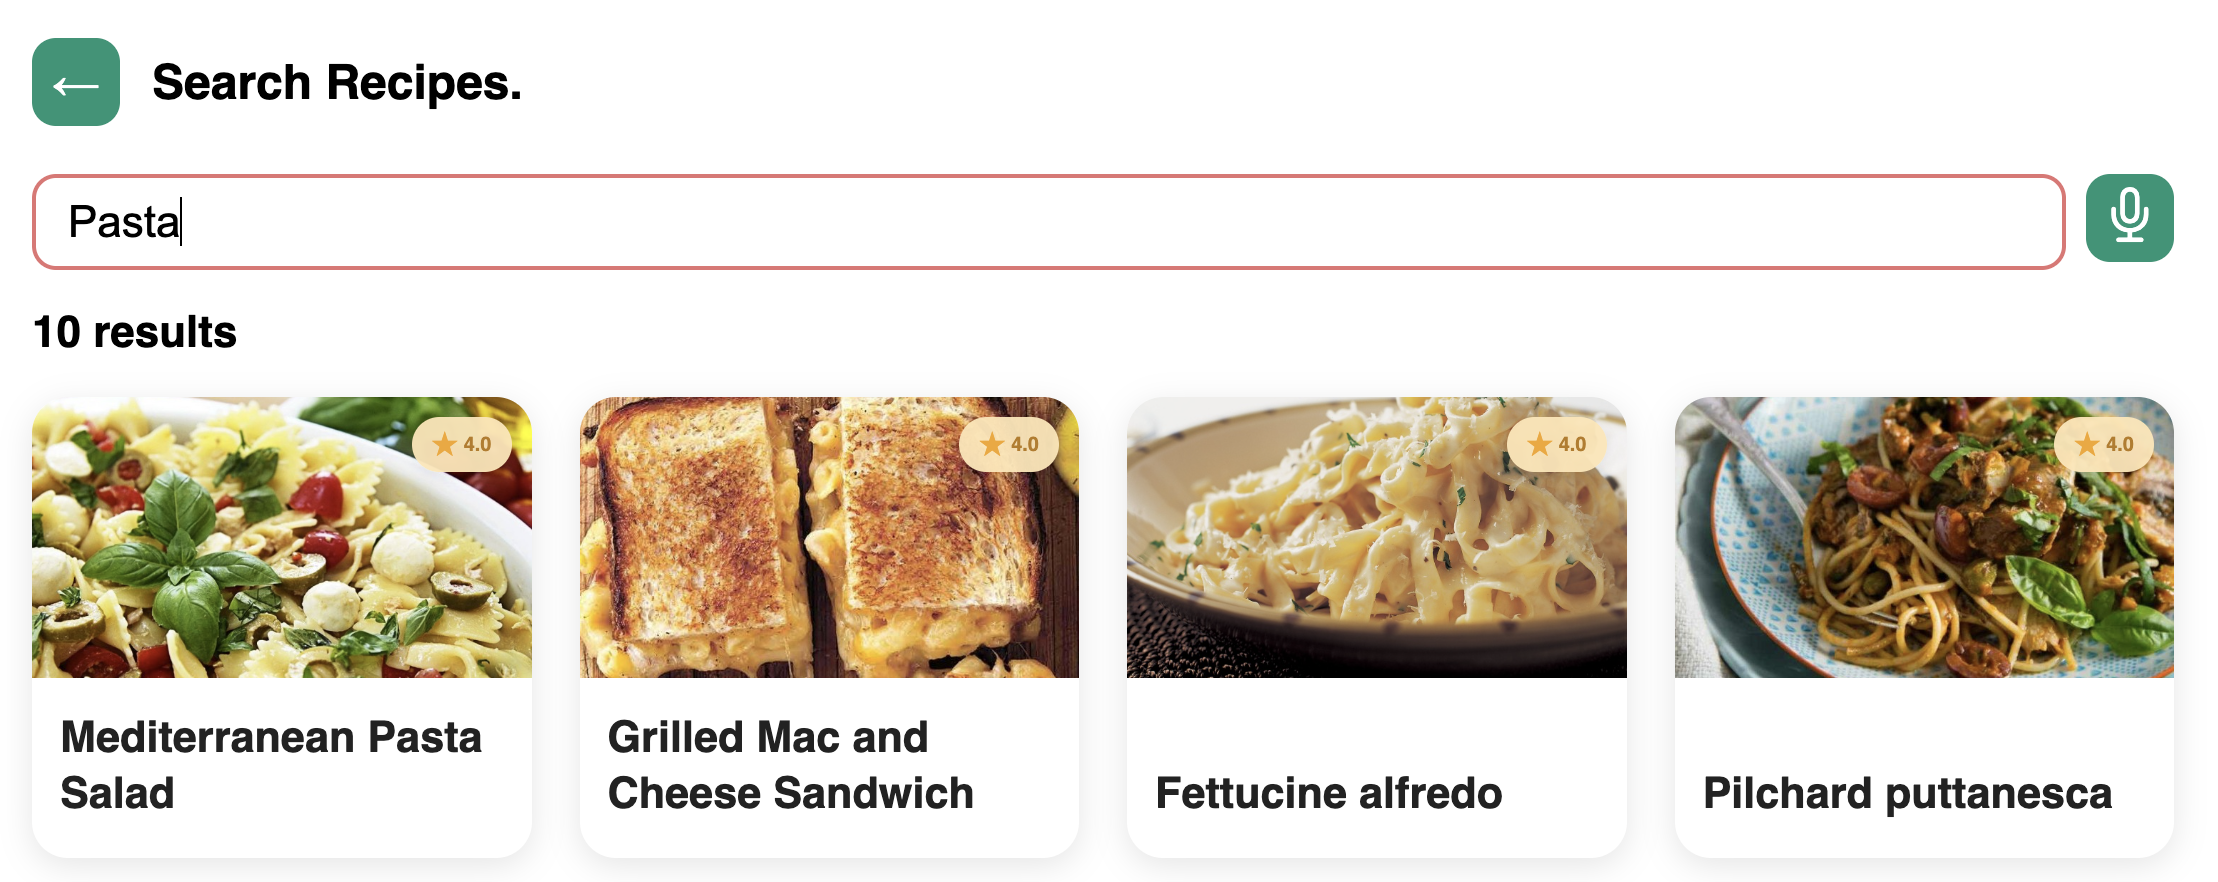 Search Recipes.
Pasta
10 results
4.0
4.0
4.0
4.0
Mediterranean Pasta
Salad
Grilled Mac and
Cheese Sandwich
Fettucine alfredo
Pilchard puttanesca